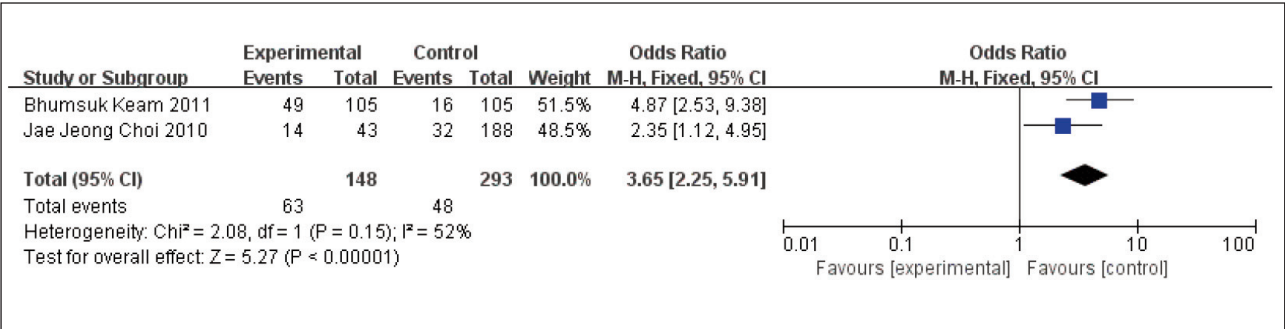 Experimental Control Odds Ratio Odds Ratio
Study or Subgroup Events Total Events Total Weight M-H, Fixed, 95% CI M-H, Fixed, 95% CI
Bhumsuk Keam 2011 49 105 16 105 51.5% 4.87 [2.53, 9.38]
Jae Jeong Choi 2010 14 43 32 188 48.5% 2.35 [1.12, 4.95]
Total (95% CI) 148 293 100.0% 3.65 [2.25, 5.91]
Total events 63 48
Heterogeneity: Chi² = 2.08, df = 1 (P = 0.15); I² = 52%
Test for overall effect: Z = 5.27 (P < 0.00001)
0.01 0.1 1 10 100
Favours [experimental] Favours [control]